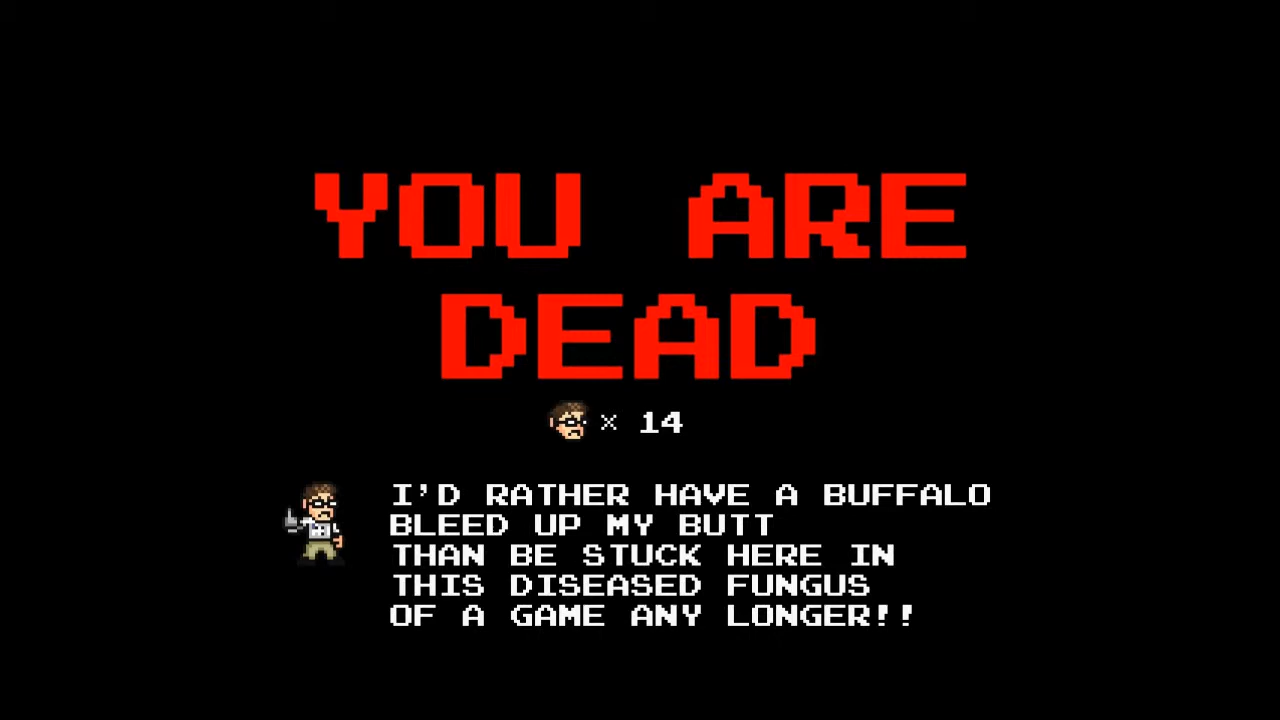 YOU ARE
DEAD
× 14
I'D RATHER HAVE A BUFFALO
BLEED UP MY BUTT
THAN BE STUCK HERE IN
THIS DISEASED FUNGUS
OF A GAME ANY LONGER!!